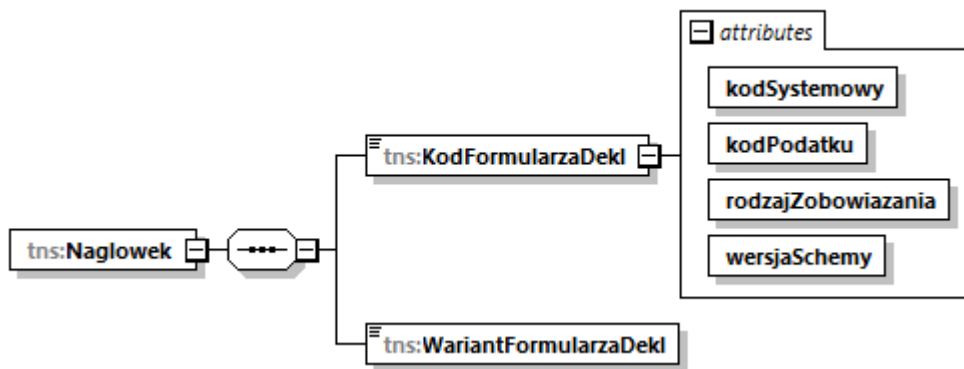 attributes
kodSystemowy
kodPodatku
rodzajZobowiazania
wersjaSchemy
tns:KodFormularzaDekl
tns:Naglowek
tns:WariantFormularzaDekl